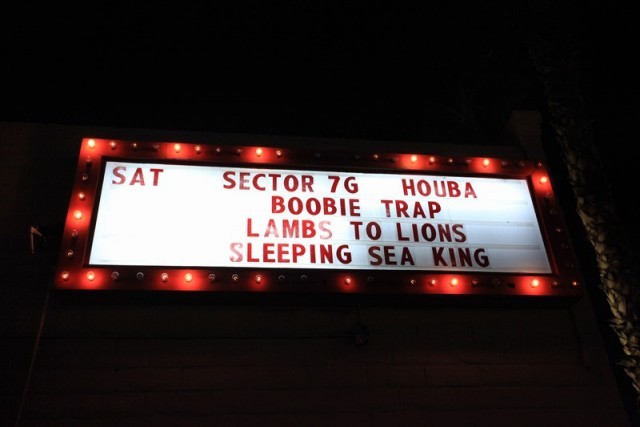 SAT SECTOR 7G HOUBA
BOOBIE TRAP
LAMBS TO LIONS
SLEEPING SEA KING